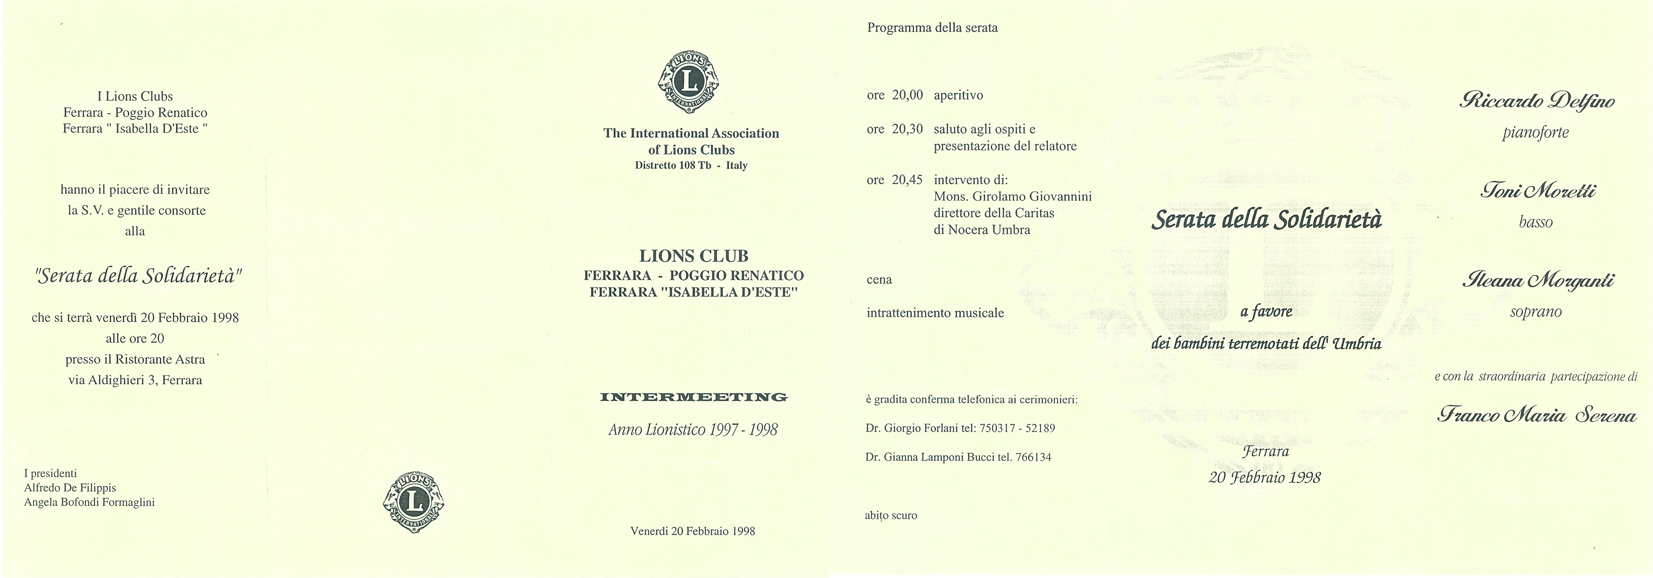 I Lions Clubs
Ferrara - Poggio Renatico
Ferrara " Isabella D'Este "
hanno il piacere di invitare
la S.V. e gentile consorte
alla
"Serata della Solidarietà"
che si terrà venerdì 20 Febbraio 1998
alle ore 20
presso il Ristorante Astra
via Aldighieri 3, Ferrara
I presidenti
Alfredo De Filippis
Angela Bofondi Formaglini
LIONS
L
INTERNATIONAL
LIONS
L
INTERNATIONAL
The International Association
of Lions Clubs
Distretto 108 Tb - Italy
LIONS CLUB
FERRARA - POGGIO RENATICO
FERRARA "ISABELLA D'ESTE"
INTERMEETING
Anno Lionistico 1997 - 1998
Venerdì 20 Febbraio 1998
Programma della serata
ore 20,00 aperitivo
ore 20,30 saluto agli ospiti e
presentazione del relatore
ore 20,45 intervento di:
Mons. Girolamo Giovannini
direttore della Caritas
di Nocera Umbra
cena
intrattenimento musicale
è gradita conferma telefonica ai cerimonieri:
Dr. Giorgio Forlani tel: 750317 - 52189
Dr. Gianna Lamponi Bucci tel. 766134
abito scuro
Serata della Solidarietà
a favore
dei bambini terremotati dell' Umbria
Ferrara
20 Febbraio 1998
Riccardo Delfino
pianoforte
Toni Moretti
basso
Ileana Morganti
soprano
e con la straordinaria partecipazione di
Franco Maria Serena